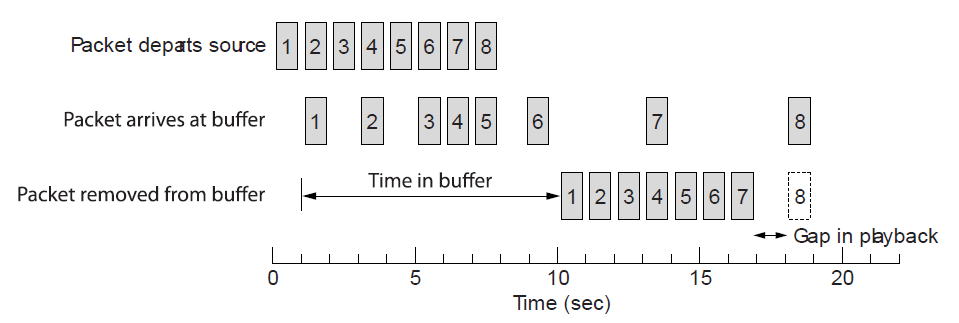 Packet departs source 1 2 3 4 5 6 7 8
Packet arrives at buffer 1 2 3 4 5 6 7 8
Packet removed from buffer Time in buffer 1 2 3 4 5 6 7 8
Gap in playback
0 5 10 15 20
Time (sec)